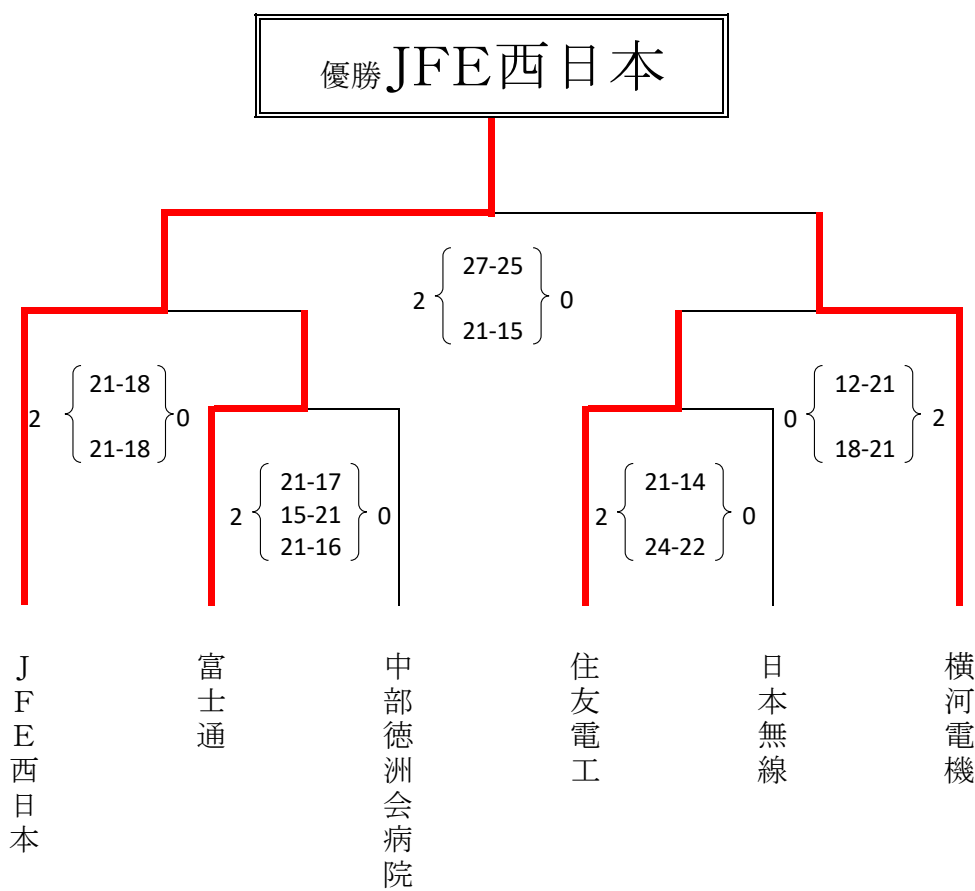 優勝JFE西日本
27-25
2 0
21-15
21-18
2 0
21-18
12-21
0 2
18-21
21-17
2 15-21 0
21-16
21-14
2 0
24-22
JFE西日本
富士通
中部徳洲会病院
住友電工
日本無線
横河電機